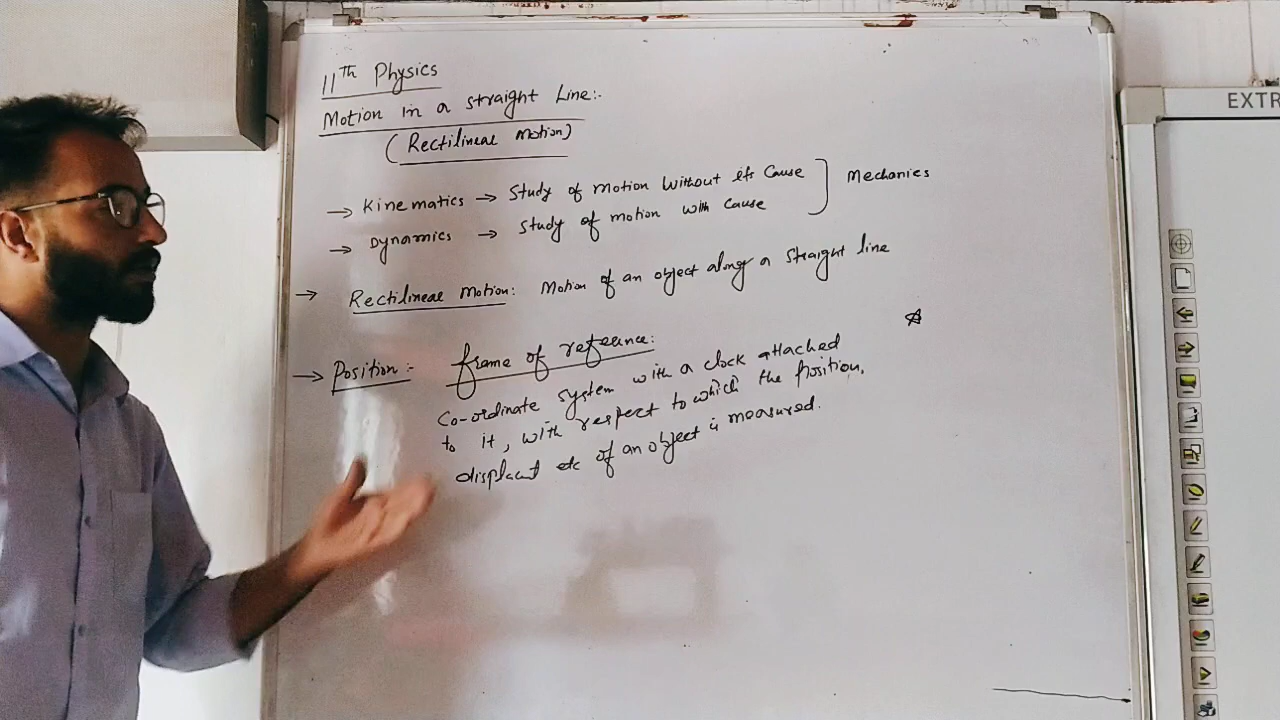 11th Physics
Motion in a straight Line:-
(Rectilinear Motion)
→ Kinematics → Study of Motion Without its Cause } Mechanics
→ Dynamics → Study of motion with cause
→ Rectilinear Motion: Motion of an object along a straight line
→ Position:- frame of refernce:
Co-ordinate system with a clock attached
to it, with respect to which the Position,
displacnt etc of an object is measured.
EXTR